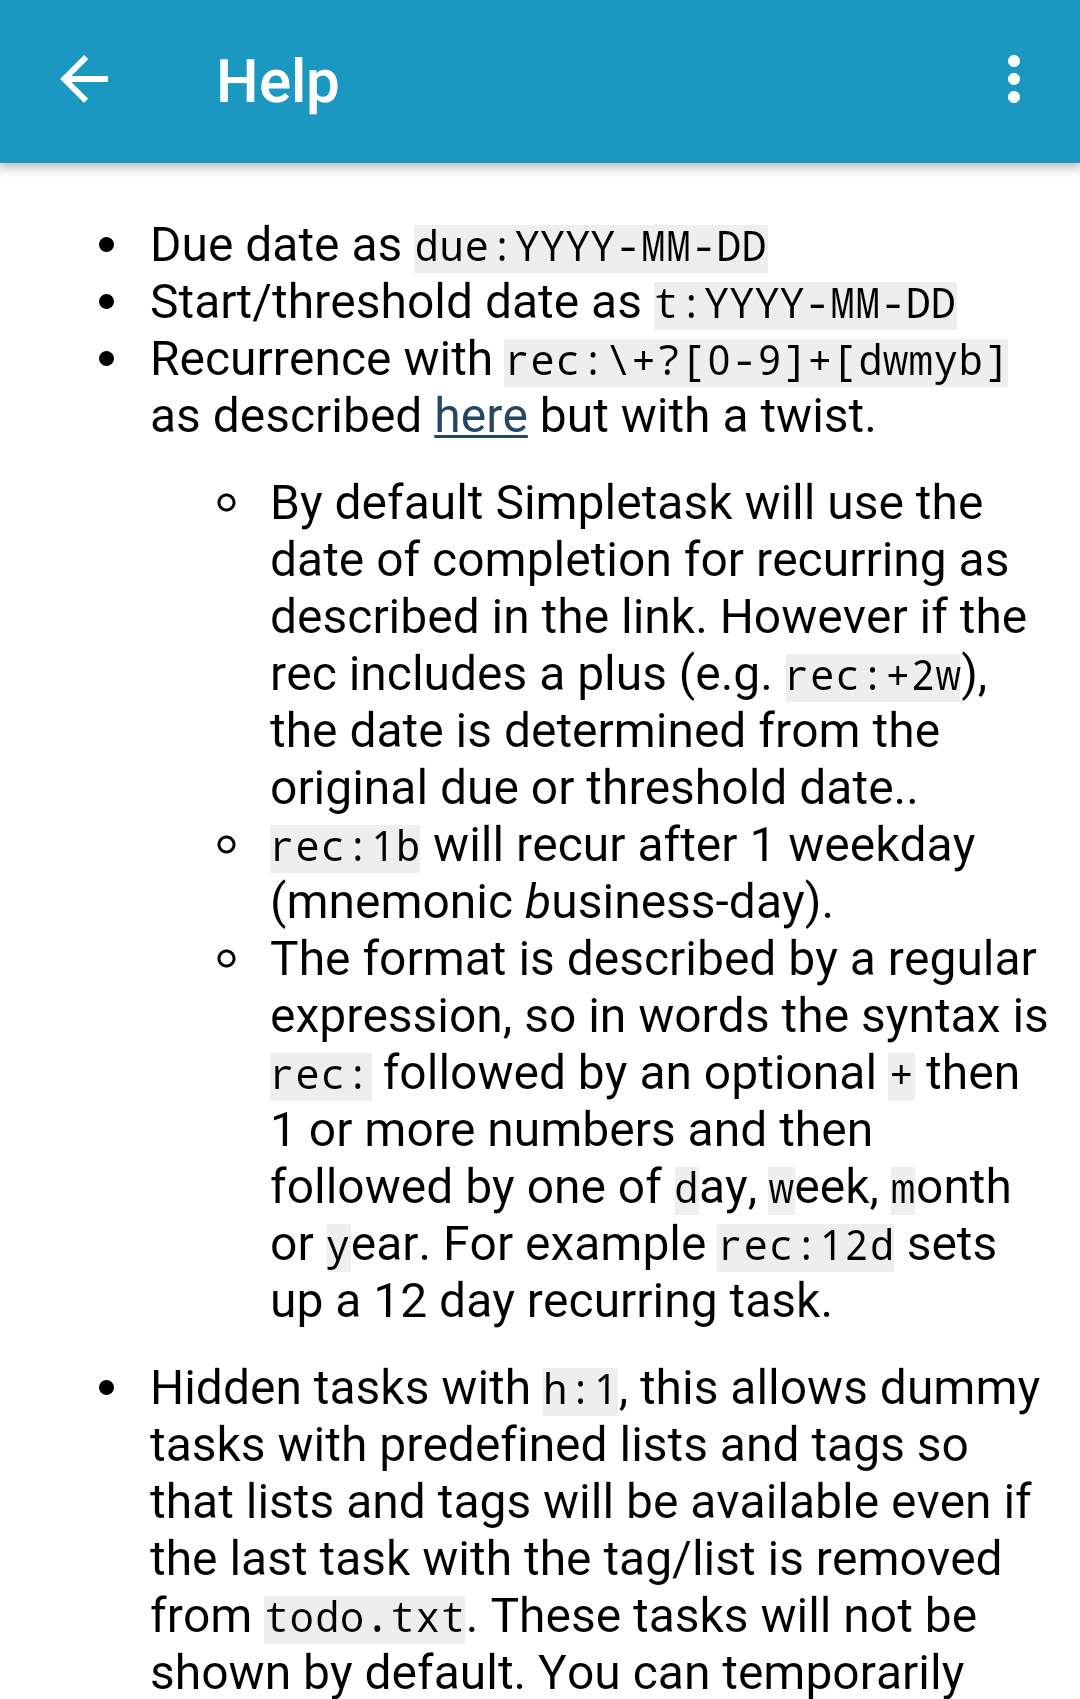 Help
Due date as due:YYYY-MM-DD
Start/threshold date as t:YYYY-MM-DD
Recurrence with rec:\+?[0-9]+[dwmyb]
as described here but with a twist.
By default Simpletask will use the
date of completion for recurring as
described in the link. However if the
rec includes a plus (e.g. rec:+2w),
the date is determined from the
original due or threshold date..
rec:1b will recur after 1 weekday
(mnemonic business-day).
The format is described by a regular
expression, so in words the syntax is
rec: followed by an optional + then
1 or more numbers and then
followed by one of day, week, month
or year. For example rec:12d sets
up a 12 day recurring task.
Hidden tasks with h:1, this allows dummy
tasks with predefined lists and tags so
that lists and tags will be available even if
the last task with the tag/list is removed
from todo.txt. These tasks will not be
shown by default. You can temporarily